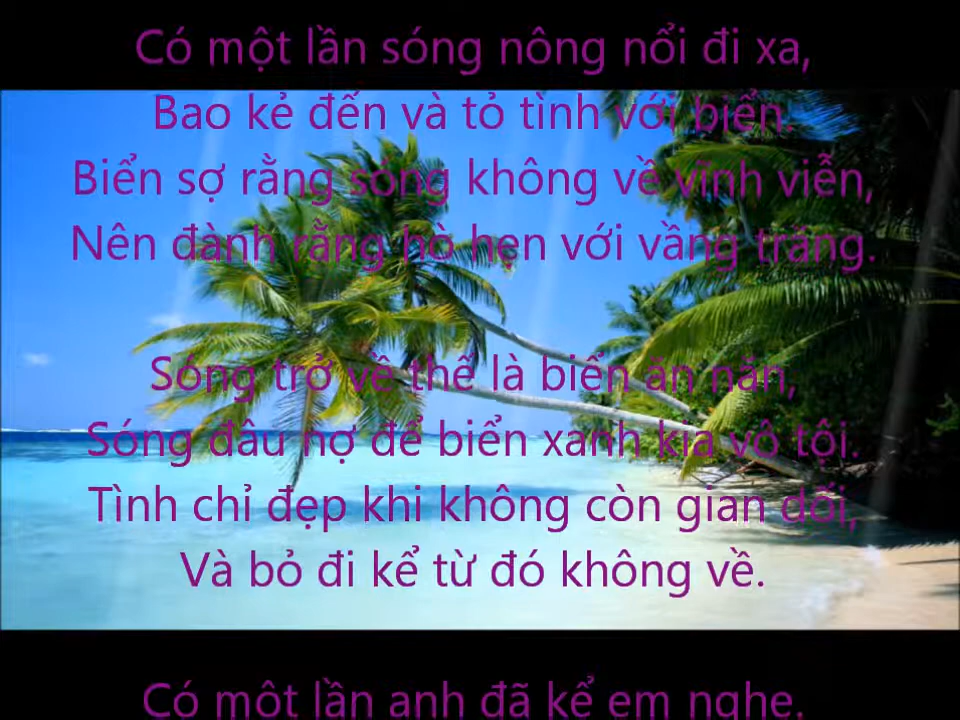 Có một lần sóng nông nổi đi xa,
Bao kẻ đến và tỏ tình với biển.
Biển sợ rằng sóng không về vĩnh viễn,
Nên đành rằng hò hẹn với vầng trăng.
Sóng trở về thế là biển ăn năn,
Sóng đâu nợ để biển xanh kia vô tội.
Tình chỉ đẹp khi không còn gian dối,
Và bỏ đi kể từ đó không về.
Có một lần anh đã kể em nghe.